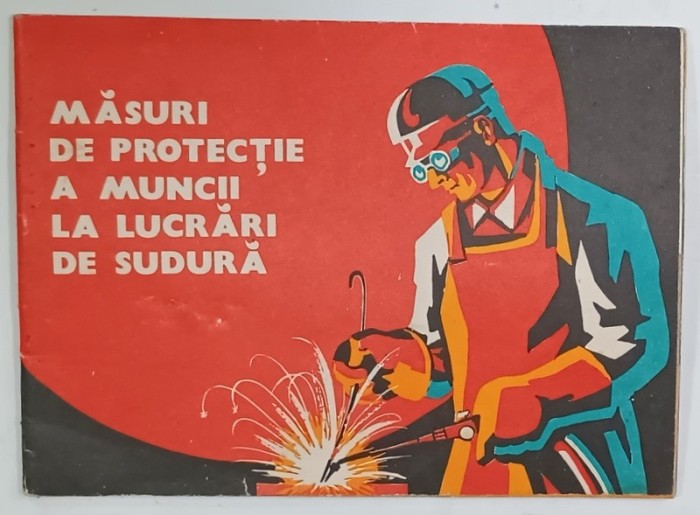 MĂSURI
DE PROTECȚIE
A MUNCII
LA LUCRĂRI
DE SUDURĂ